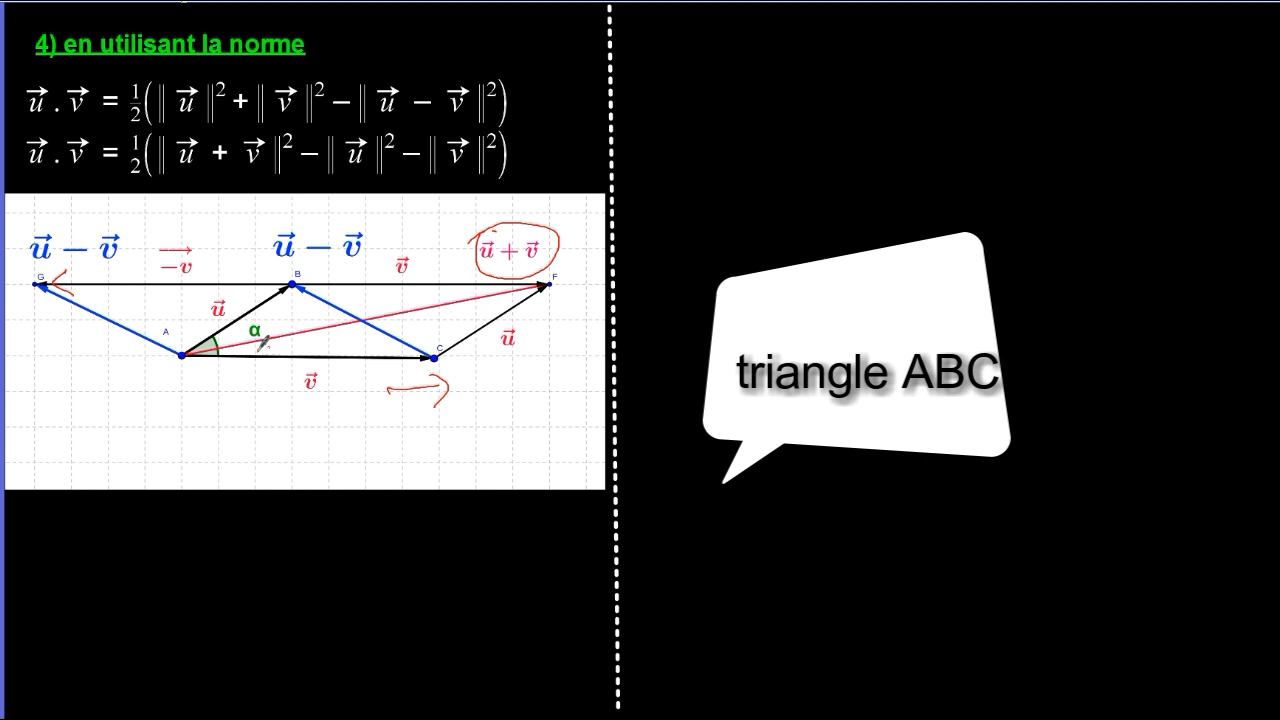 4) en utilisant la norme
u⃗ . v⃗ = ½(‖ u⃗ ‖² + ‖ v⃗ ‖² − ‖ u⃗ − v⃗ ‖²)
u⃗ . v⃗ = ½(‖ u⃗ + v⃗ ‖² − ‖ u⃗ ‖² − ‖ v⃗ ‖²)
u⃗ − v⃗
−v⃗
u⃗ − v⃗
v⃗
u⃗ + v⃗
G
B
F
u⃗
A
α
u⃗
C
v⃗
triangle ABC